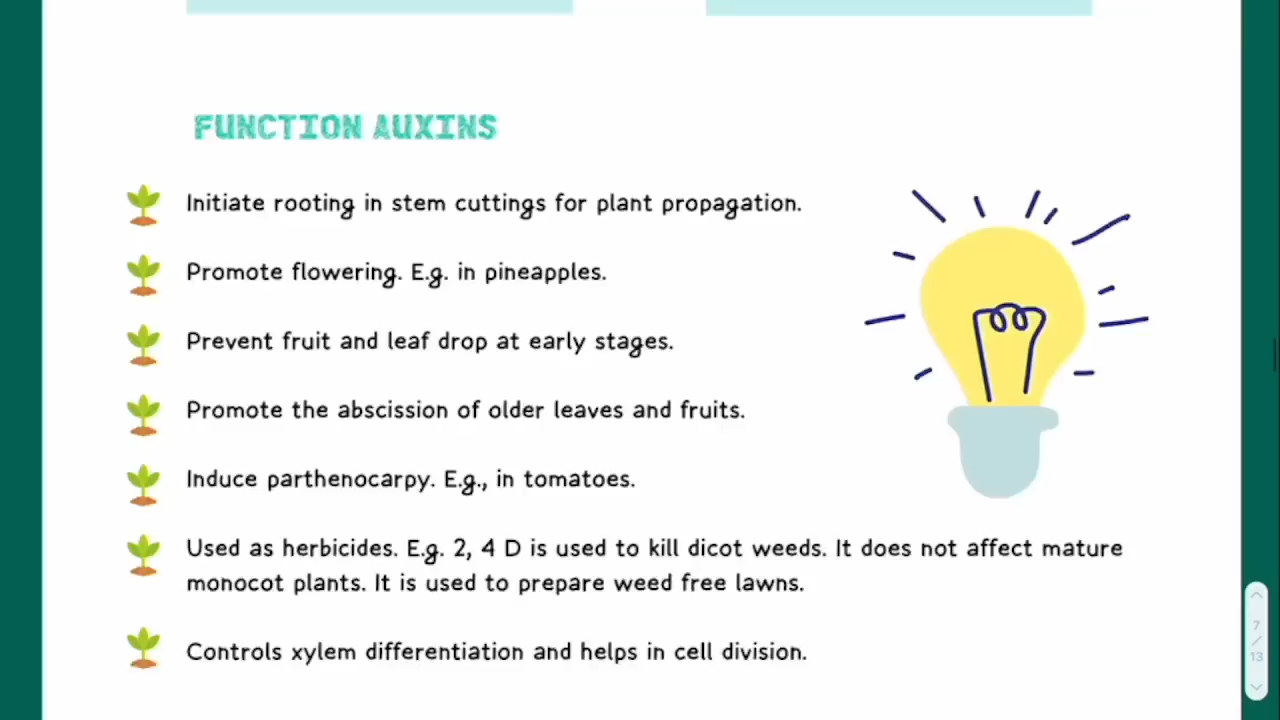 FUNCTION AUXINS
Initiate rooting in stem cuttings for plant propagation.
Promote flowering. E.g. in pineapples.
Prevent fruit and leaf drop at early stages.
Promote the abscission of older leaves and fruits.
Induce parthenocarpy. E.g., in tomatoes.
Used as herbicides. E.g. 2, 4 D is used to kill dicot weeds. It does not affect mature
monocot plants. It is used to prepare weed free lawns.
Controls xylem differentiation and helps in cell division.
7
/
13